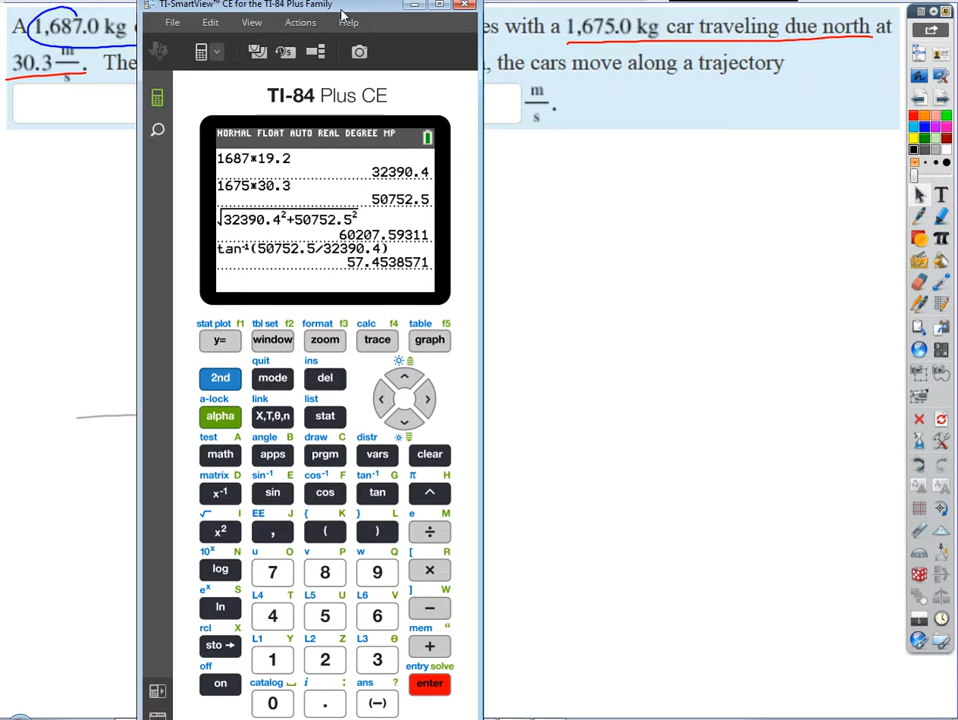 TI-SmartView™ CE for the TI-84 Plus Family
A 1,687.0 kg
es with a 1,675.0 kg car traveling due north at
File Edit View Actions Help
30.3 m/s. The
, the cars move along a trajectory
m/s.
TI-84 Plus CE
NORMAL FLOAT AUTO REAL DEGREE MP
1687*19.2
32390.4
1675*30.3
50752.5
√32390.4²+50752.5²
60207.59311
tan⁻¹(50752.5/32390.4)
57.4538571
stat plot f1 tbl set f2 format f3 calc f4 table f5
y= window zoom trace graph
quit ins
2nd mode del
a-lock link list
alpha X,T,θ,n stat
test A angle B draw C distr
math apps prgm vars clear
matrix D sin⁻¹ E cos⁻¹ F tan⁻¹ G π H
x⁻¹ sin cos tan ^
√ I EE J { K } L e M
x² , ( ) ÷
10ˣ N u O v P w Q [ R
log 7 8 9 ×
eˣ S L4 T L5 U L6 V ] W
ln 4 5 6 −
rcl X L1 Y L2 Z L3 θ mem "
sto→ 1 2 3 +
off catalog i : ans ? entry solve
on 0 . (−) enter